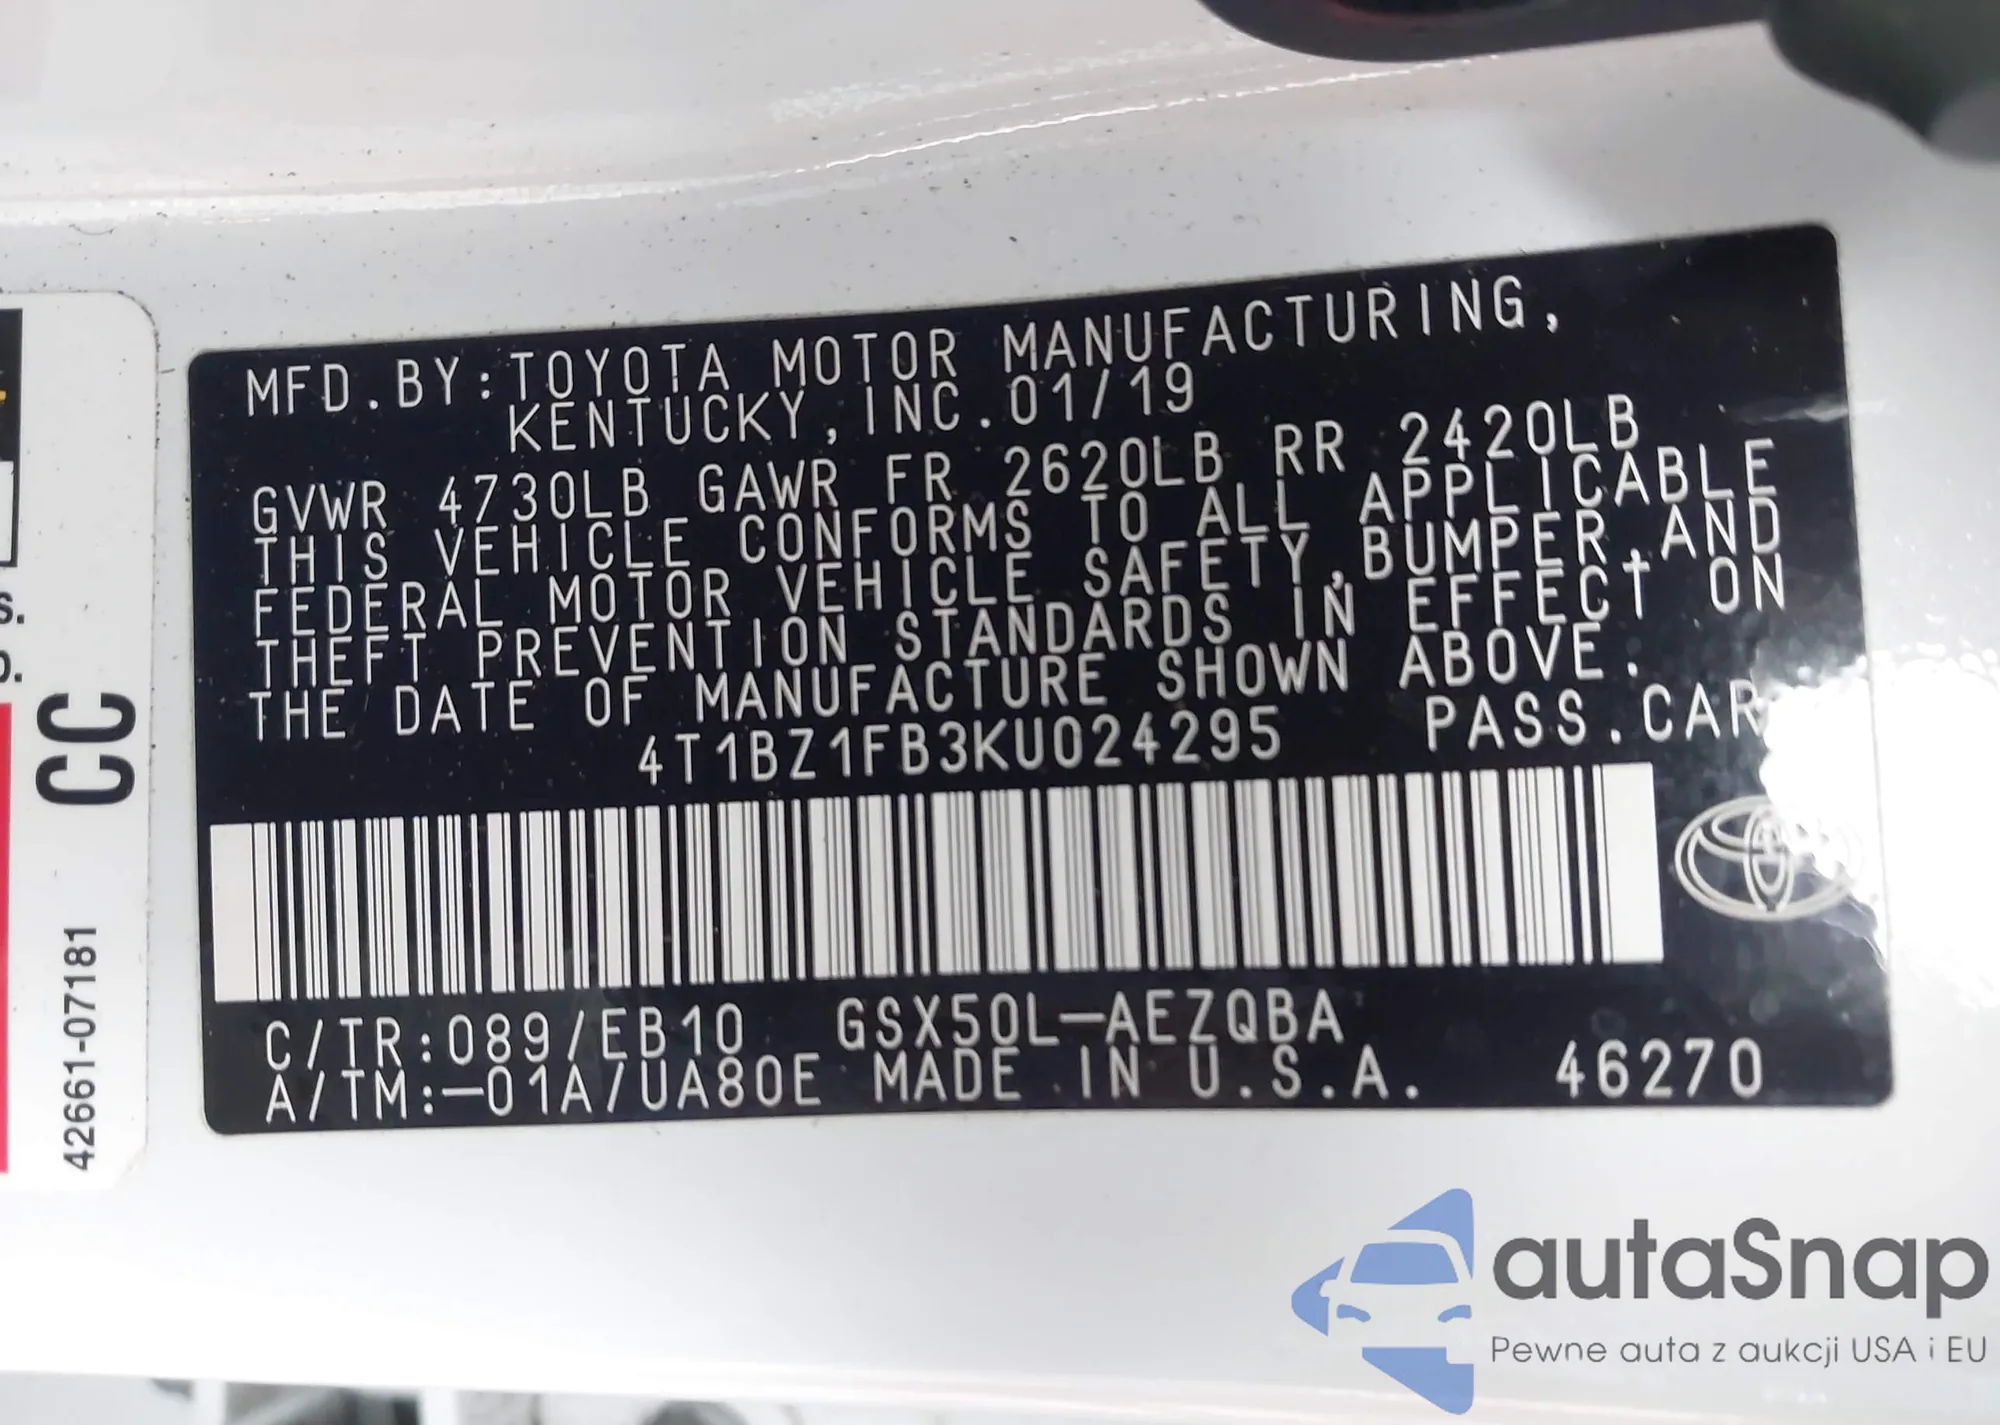 MFD.BY:TOYOTA MOTOR MANUFACTURING,
KENTUCKY,INC.01/19
GVWR 4730LB GAWR FR 2620LB RR 2420LB
THIS VEHICLE CONFORMS TO ALL APPLICABLE
FEDERAL MOTOR VEHICLE SAFETY,BUMPER,AND
THEFT PREVENTION STANDARDS IN EFFECT ON
THE DATE OF MANUFACTURE SHOWN ABOVE.
4T1BZ1FB3KU024295 PASS.CAR
C/TR:089/EB10 GSX50L-AEZQBA
A/TM:-01A/UA80E MADE IN U.S.A. 46270
CC
42661-07181
autaSnap
Pewne auta z aukcji USA i EU